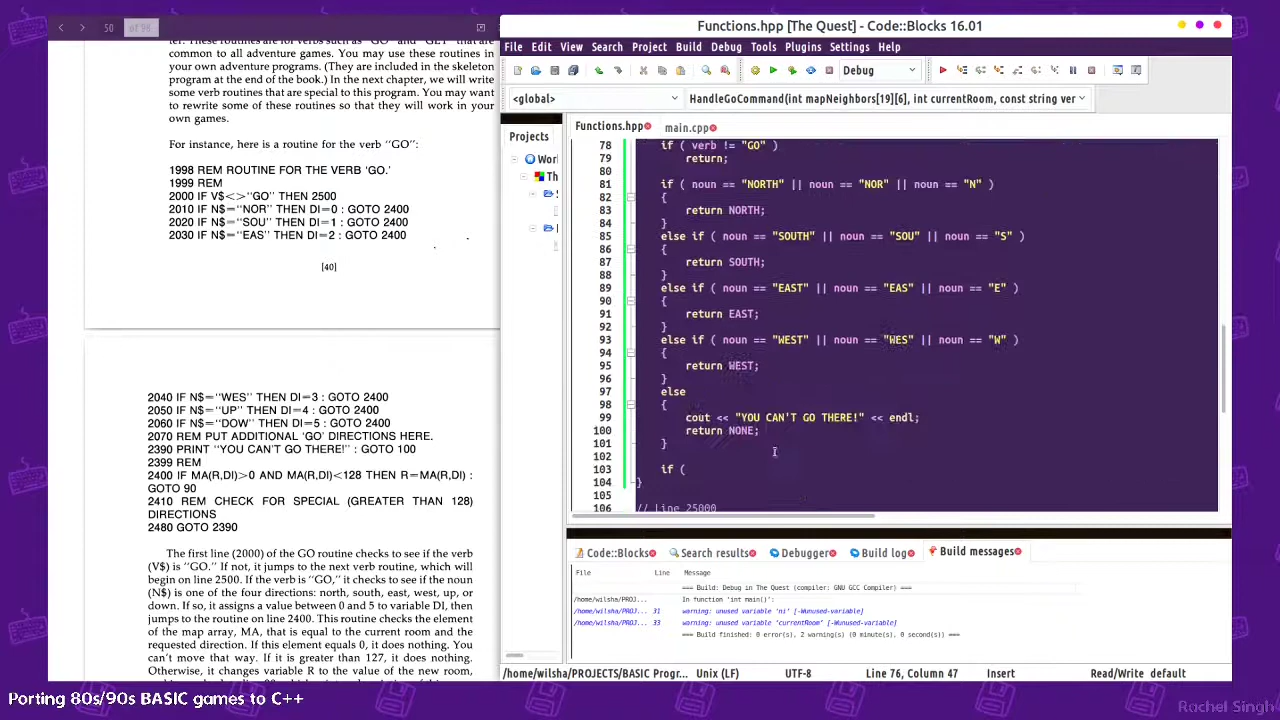 50 of 96
common to all adventure games. You may use these routines in
your own adventure programs. (They are included in the skeleton
program at the end of the book.) In the next chapter, we will write
some verb routines that are special to this program. You may want
to rewrite some of these routines so that they will work in your
own games.
For instance, here is a routine for the verb "GO":
1998 REM ROUTINE FOR THE VERB 'GO.'
1999 REM
2000 IF V$<>"GO" THEN 2500
2010 IF N$="NOR" THEN DI=0 : GOTO 2400
2020 IF N$="SOU" THEN DI=1 : GOTO 2400
2030 IF N$="EAS" THEN DI=2 : GOTO 2400
[40]
2040 IF N$="WES" THEN DI=3 : GOTO 2400
2050 IF N$="UP" THEN DI=4 : GOTO 2400
2060 IF N$="DOW" THEN DI=5 : GOTO 2400
2070 REM PUT ADDITIONAL 'GO' DIRECTIONS HERE.
2390 PRINT "YOU CAN'T GO THERE!" : GOTO 100
2399 REM
2400 IF MA(R,DI)>0 AND MA(R,DI)<128 THEN R=MA(R,DI) :
GOTO 90
2410 REM CHECK FOR SPECIAL (GREATER THAN 128)
DIRECTIONS
2480 GOTO 2390
The first line (2000) of the GO routine checks to see if the verb
(V$) is "GO." If not, it jumps to the next verb routine, which will
begin on line 2500. If the verb is "GO," it checks to see if the noun
(N$) is one of the four directions: north, south, east, west, up, or
down. If so, it assigns a value between 0 and 5 to variable DI, then
jumps to the routine on line 2400. This routine checks the element
of the map array, MA, that is equal to the current room and the
requested direction. If this element equals 0, it does nothing. You
can't move that way. If it is greater than 127, it does nothing.
Otherwise, it changes variable R to the value of the new room,
Functions.hpp [The Quest] - Code::Blocks 16.01
File Edit View Search Project Build Debug Tools Plugins Settings Help
Debug
<global> HandleGoCommand(int mapNeighbors[19][6], int currentRoom, const string ver
Projects
Wor
Th
Functions.hpp main.cpp
78 if ( verb != "GO" )
79 return;
80
81 if ( noun == "NORTH" || noun == "NOR" || noun == "N" )
82 {
83 return NORTH;
84 }
85 else if ( noun == "SOUTH" || noun == "SOU" || noun == "S" )
86 {
87 return SOUTH;
88 }
89 else if ( noun == "EAST" || noun == "EAS" || noun == "E" )
90 {
91 return EAST;
92 }
93 else if ( noun == "WEST" || noun == "WES" || noun == "W" )
94 {
95 return WEST;
96 }
97 else
98 {
99 cout << "YOU CAN'T GO THERE!" << endl;
100 return NONE;
101 }
102
103 if (
104 }
105
106 // Line 25000
Code::Blocks Search results Debugger Build log Build messages
File Line Message
=== Build: Debug in The Quest (compiler: GNU GCC Compiler) ===
/home/wilsha/PROJ... In function 'int main()':
/home/wilsha/PROJ... 31 warning: unused variable 'ni' [-Wunused-variable]
/home/wilsha/PROJ... 33 warning: unused variable 'currentRoom' [-Wunused-variable]
=== Build finished: 0 error(s), 2 warning(s) (0 minute(s), 0 second(s)) ===
/home/wilsha/PROJECTS/BASIC Progr... Unix (LF) UTF-8 Line 76, Column 47 Insert Read/Write default
Porting 80s/90s BASIC games to C++
Rachel Singh